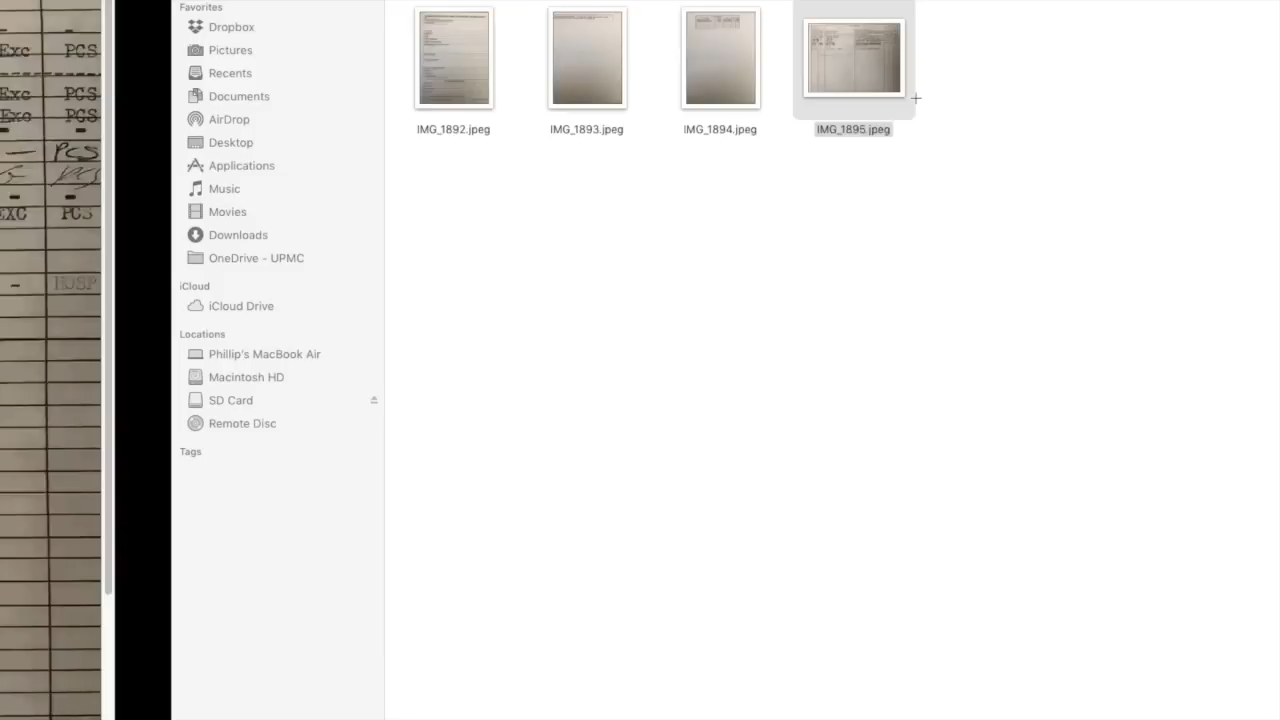 Exc PCS
Exc PCS
Exc PCS
PCS
PCS
EXC PCS
HOSP
Favorites
Dropbox
Pictures
Recents
Documents
AirDrop
Desktop
Applications
Music
Movies
Downloads
OneDrive - UPMC
iCloud
iCloud Drive
Locations
Phillip's MacBook Air
Macintosh HD
SD Card
Remote Disc
Tags
IMG_1892.jpeg
IMG_1893.jpeg
IMG_1894.jpeg
IMG_1895.jpeg